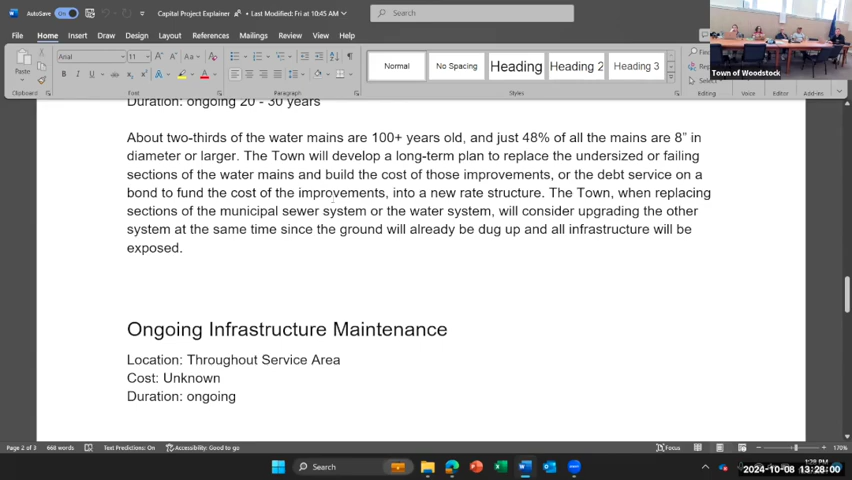 AutoSave
On
Capital Project Explainer
• Last Modified: Fri at 10:45 AM
Search
Town of Woodstock
File
Home
Insert
Draw
Design
Layout
References
Mailings
Review
View
Help
Paste
Clipboard
Arial
11
Font
Paragraph
Normal
No Spacing
Heading
Heading 2
Heading 3
Styles
Editing
Voice
Add-ins
Duration: ongoing 20 - 30 years
About two-thirds of the water mains are 100+ years old, and just 48% of all the mains are 8” in
diameter or larger. The Town will develop a long-term plan to replace the undersized or failing
sections of the water mains and build the cost of those improvements, or the debt service on a
bond to fund the cost of the improvements, into a new rate structure. The Town, when replacing
sections of the municipal sewer system or the water system, will consider upgrading the other
system at the same time since the ground will already be dug up and all infrastructure will be
exposed.
Ongoing Infrastructure Maintenance
Location: Throughout Service Area
Cost: Unknown
Duration: ongoing
Page 2 of 3
668 words
Text Predictions: On
Accessibility: Good to go
Focus
170%
Search
1:28 PM
2024-10-08 13:28:00